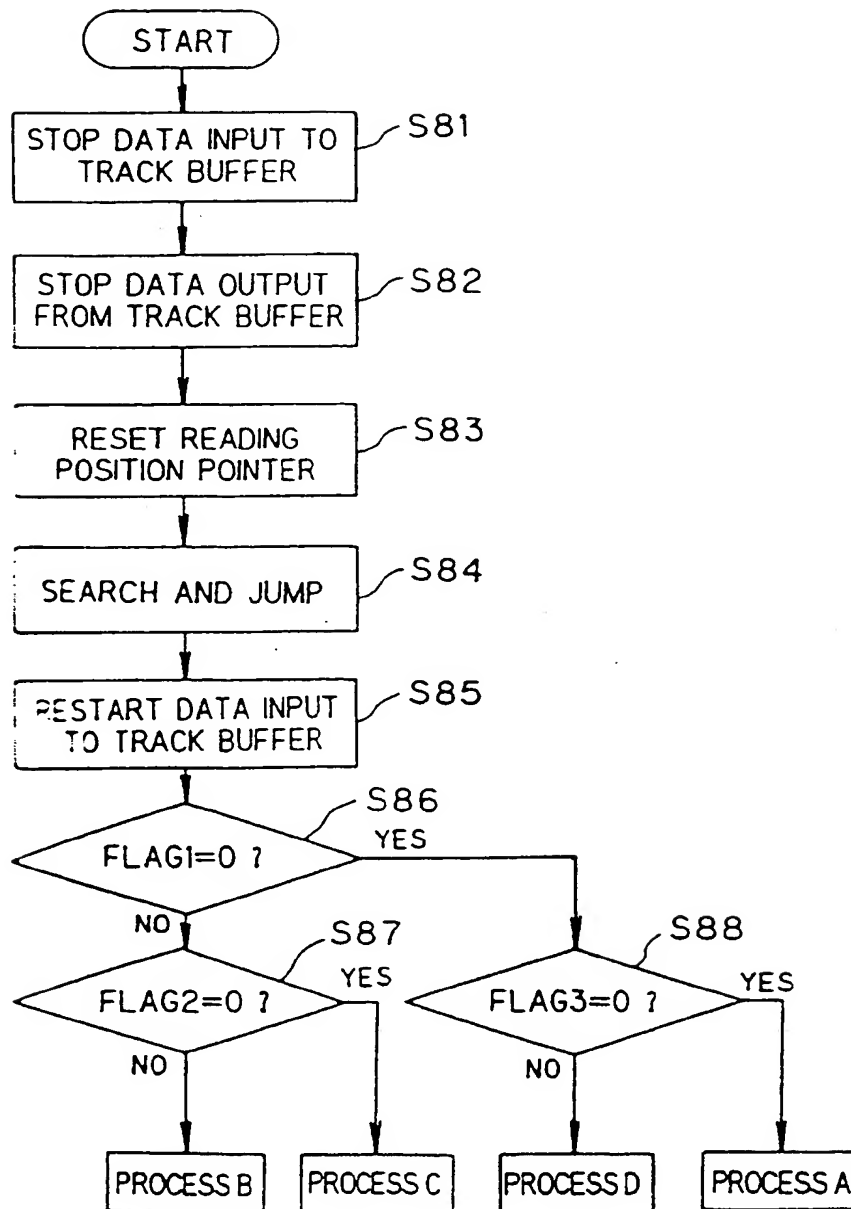 START
STOP DATA INPUT TO
TRACK BUFFER
S81
STOP DATA OUTPUT
FROM TRACK BUFFER
S82
RESET READING
POSITION POINTER
S83
SEARCH AND JUMP
S84
RESTART DATA INPUT
TO TRACK BUFFER
S85
FLAG1=0 ?
S86
YES
NO
FLAG2=0 ?
S87
YES
NO
FLAG3=0 ?
S88
YES
NO
PROCESS B
PROCESS C
PROCESS D
PROCESS A